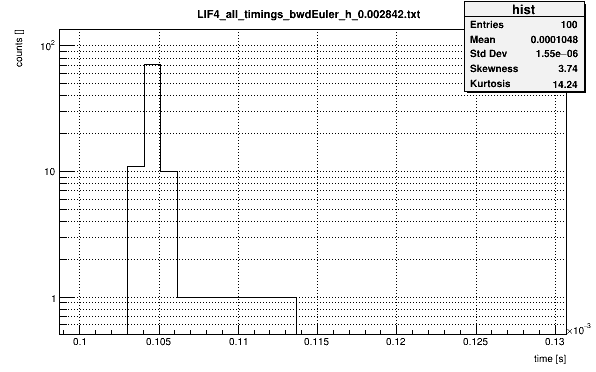 LIF4_all_timings_bwdEuler_h_0.002842.txt
hist
Entries 100
Mean 0.0001048
Std Dev 1.55e−06
Skewness 3.74
Kurtosis 14.24
counts []
10²
10
1
0.1 0.105 0.11 0.115 0.12 0.125 0.13
×10⁻³
time [s]